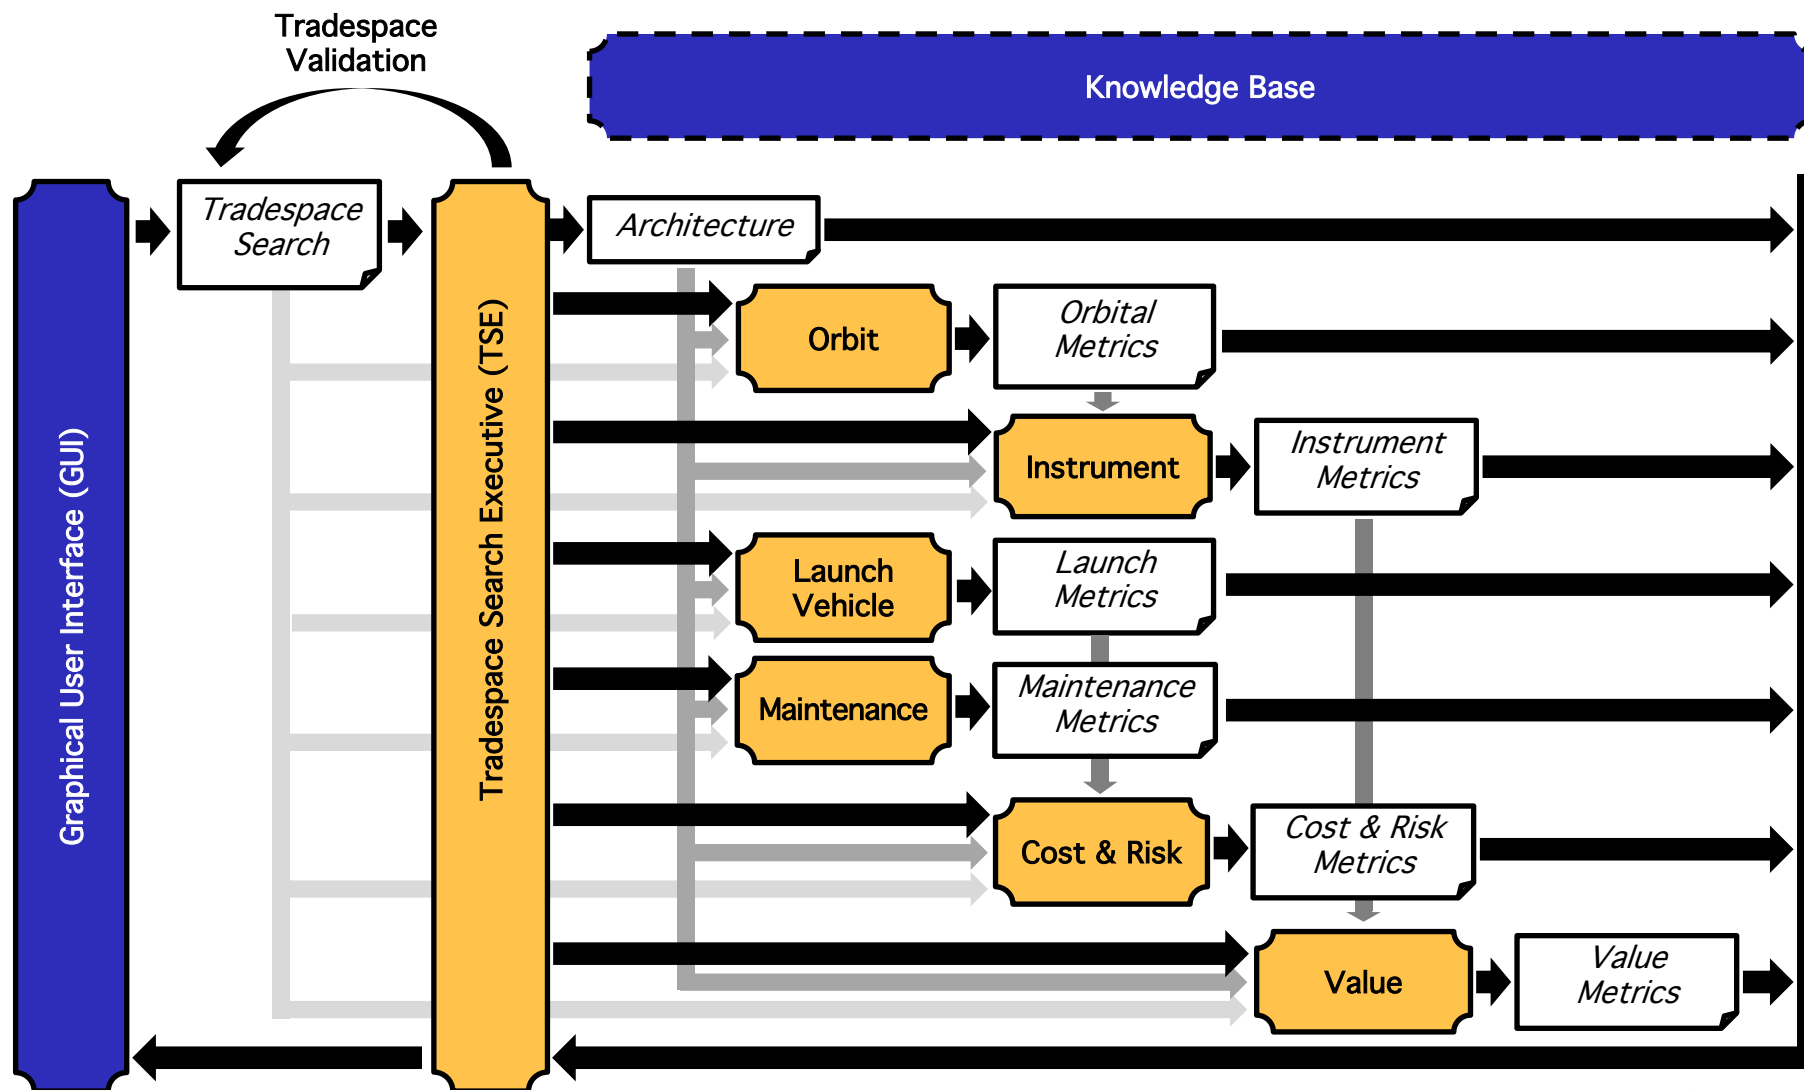 Tradespace
Validation
Knowledge Base
Graphical User Interface (GUI)
Tradespace
Search
Tradespace Search Executive (TSE)
Architecture
Orbit
Orbital
Metrics
Instrument
Instrument
Metrics
Launch
Vehicle
Launch
Metrics
Maintenance
Maintenance
Metrics
Cost & Risk
Cost & Risk
Metrics
Value
Value
Metrics